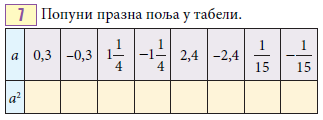 7 Попуни празна поља у табели.
a 0,3 –0,3 1 1/4 –1 1/4 2,4 –2,4 1/15 –1/15
a²